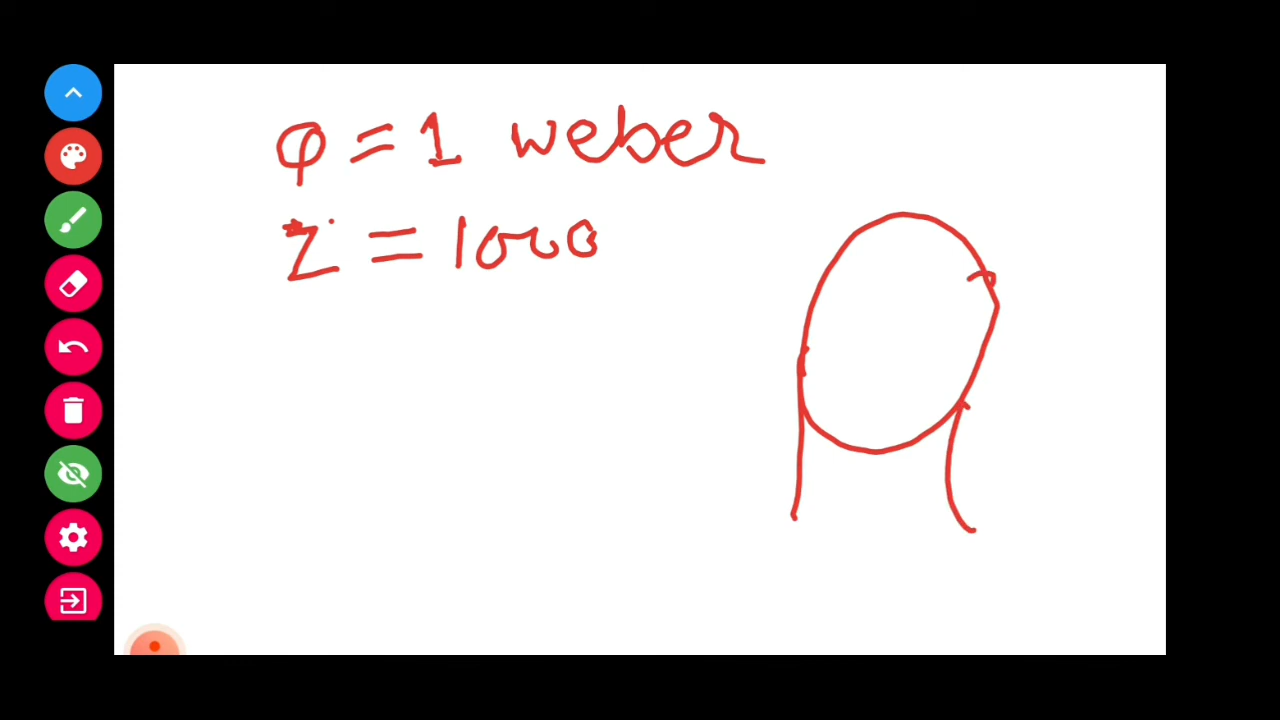 φ = 1 weber
Z = 1000